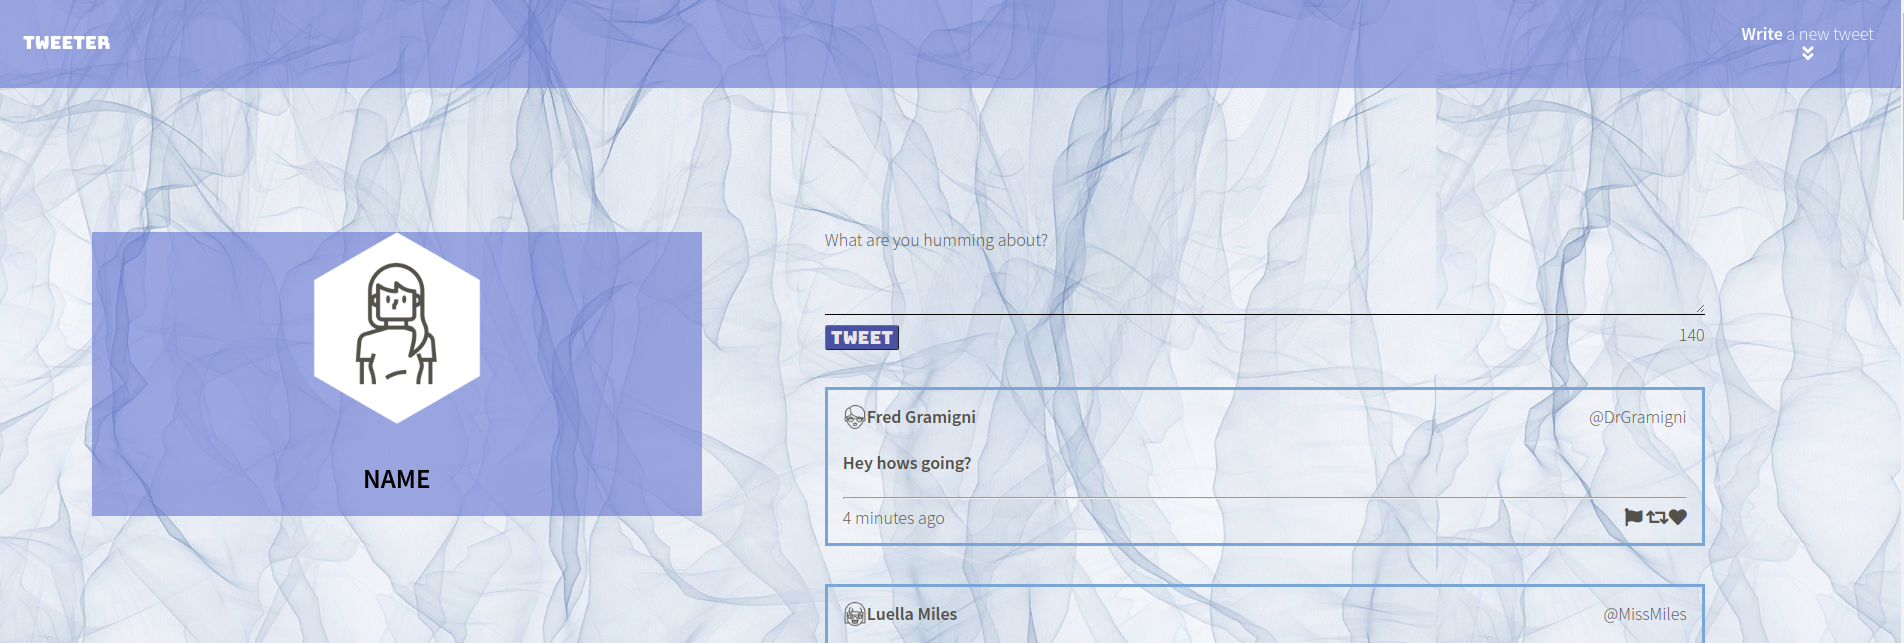 TWEETER
Write a new tweet
NAME
What are you humming about?
TWEET
140
Fred Gramigni
@DrGramigni
Hey hows going?
4 minutes ago
Luella Miles
@MissMiles